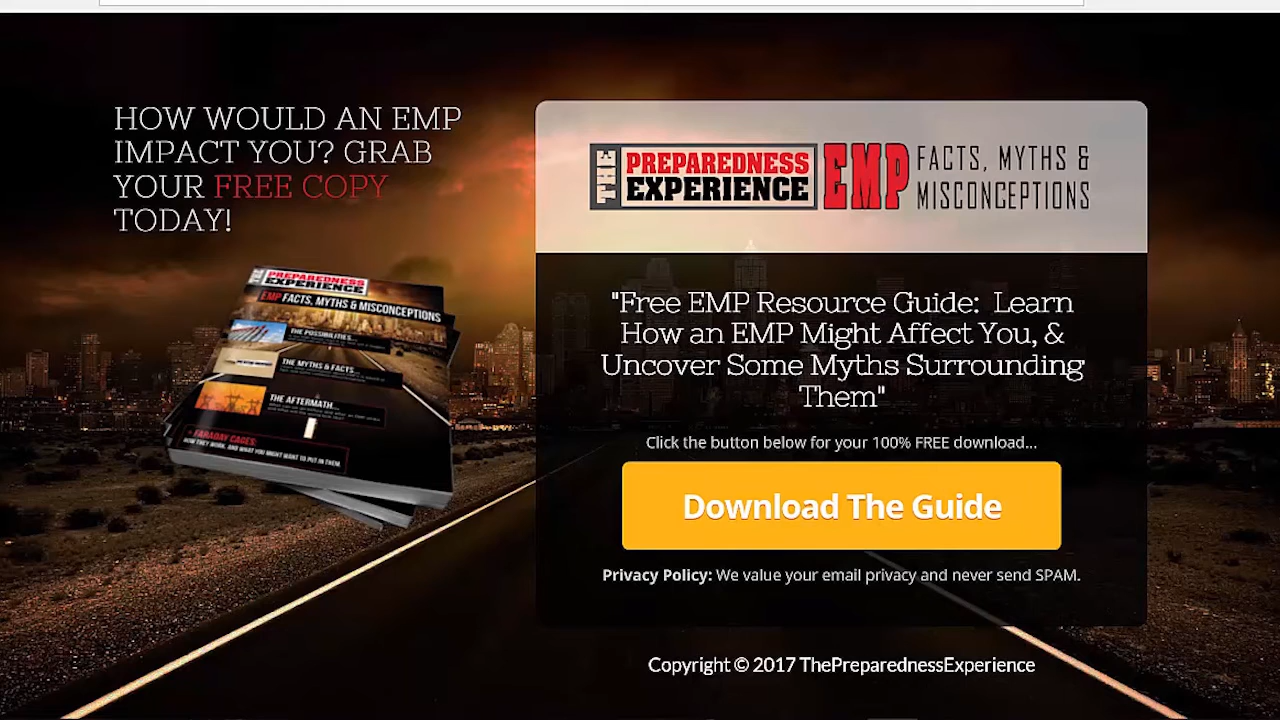 HOW WOULD AN EMP
IMPACT YOU? GRAB
YOUR FREE COPY
TODAY!
THE PREPAREDNESS
EXPERIENCE
EMP FACTS, MYTHS & MISCONCEPTIONS
THE POSSIBILITIES...
THE MYTHS & FACTS...
THE AFTERMATH...
FARADAY CAGES:
HOW THEY WORK, AND WHAT YOU MIGHT WANT TO PUT IN THEM.
THE PREPAREDNESS
EXPERIENCE
EMP FACTS, MYTHS &
MISCONCEPTIONS
"Free EMP Resource Guide:  Learn
How an EMP Might Affect You, &
Uncover Some Myths Surrounding
Them"
Click the button below for your 100% FREE download...
Download The Guide
Privacy Policy: We value your email privacy and never send SPAM.
Copyright © 2017 ThePreparednessExperience